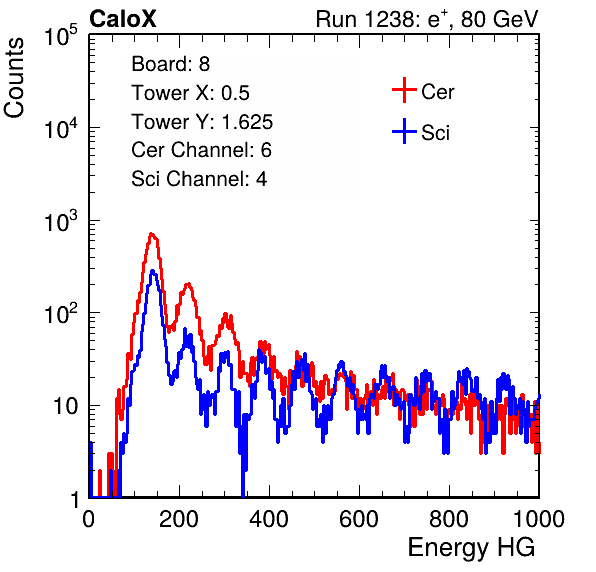 CaloX Run 1238: e⁺, 80 GeV
Counts
10⁵
10⁴
10³
10²
10
1
Board: 8
Tower X: 0.5
Tower Y: 1.625
Cer Channel: 6
Sci Channel: 4
Cer
Sci
0 200 400 600 800 1000
Energy HG